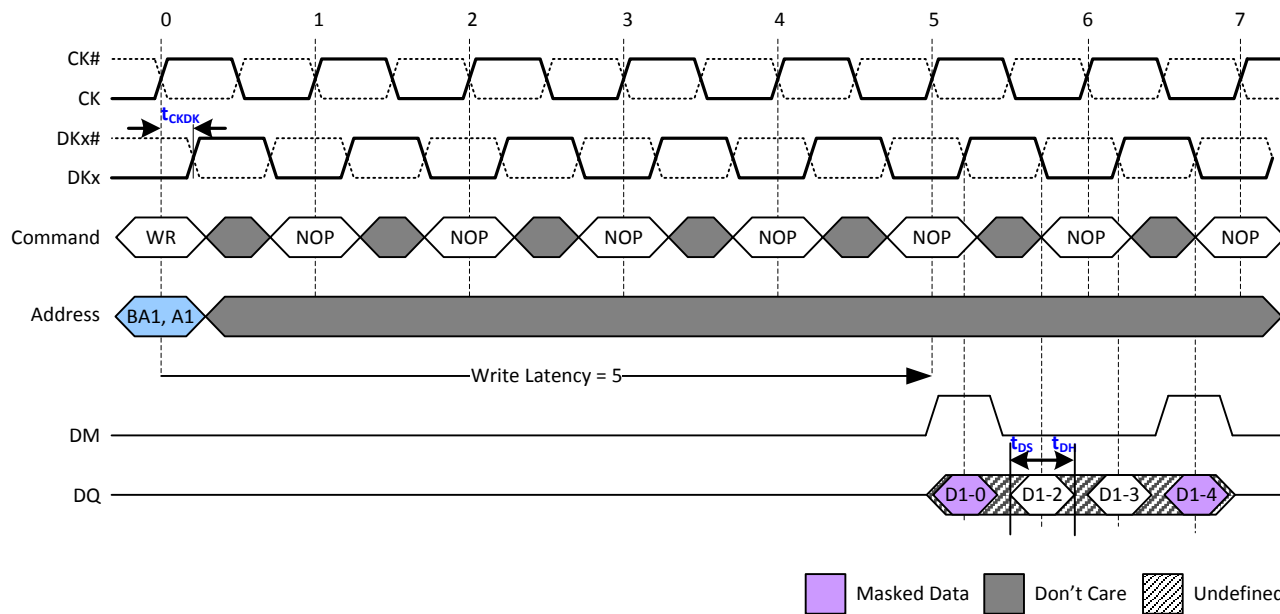 0 1 2 3 4 5 6 7
CK#
CK
tCKDK
DKx#
DKx
Command WR NOP NOP NOP NOP NOP NOP NOP
Address BA1, A1
Write Latency = 5
DM
tDS tDH
DQ D1-0 D1-2 D1-3 D1-4
Masked Data Don't Care Undefined